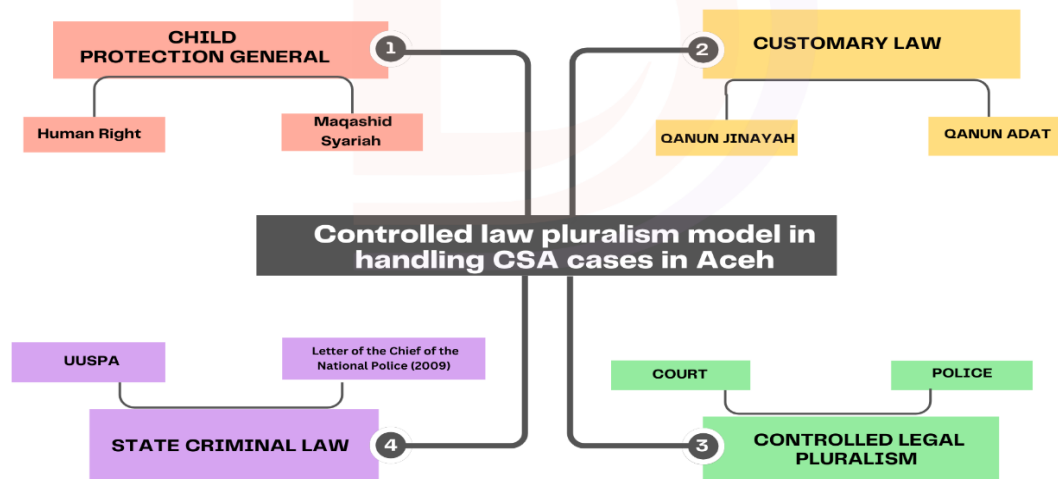 CHILD
PROTECTION GENERAL
1
Human Right
Maqashid
Syariah
2
CUSTOMARY LAW
QANUN JINAYAH
QANUN ADAT
Controlled law pluralism model in
handling CSA cases in Aceh
UUSPA
Letter of the Chief of the
National Police (2009)
STATE CRIMINAL LAW
4
COURT
POLICE
3
CONTROLLED LEGAL
PLURALISM